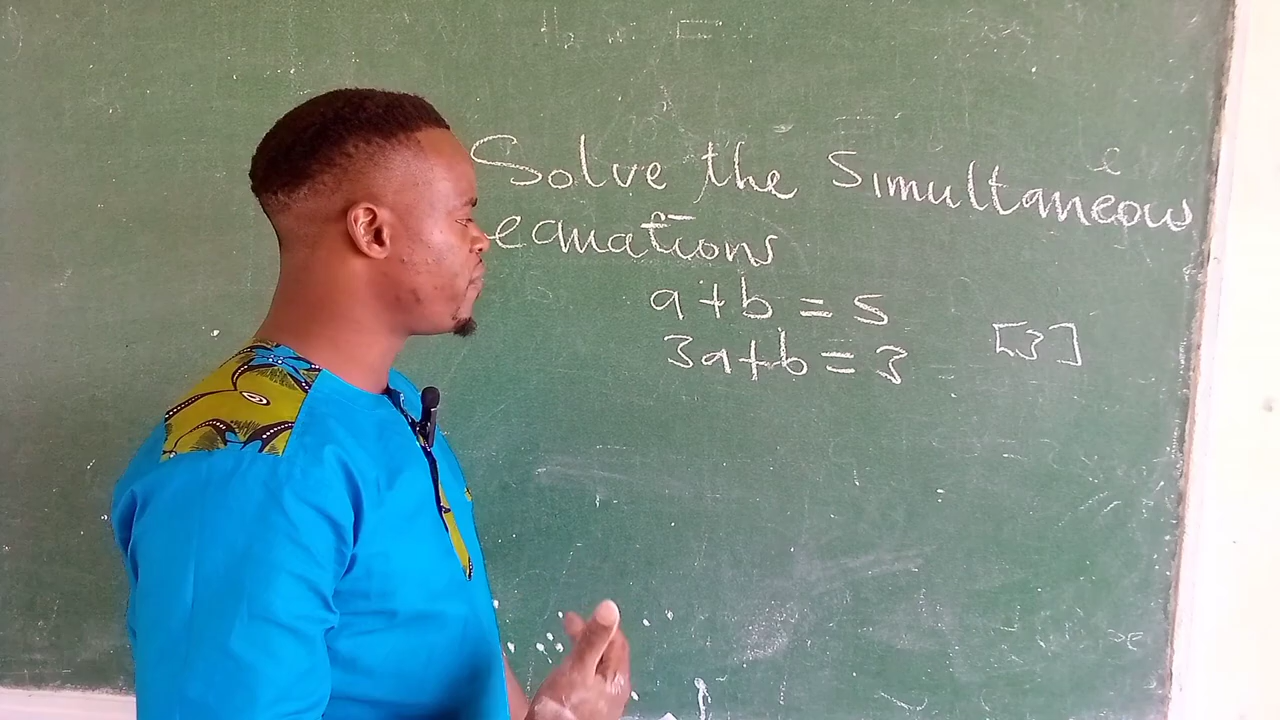 Solve the Simultaneous
equations
a+b = 5
3a+b = 3 [3]